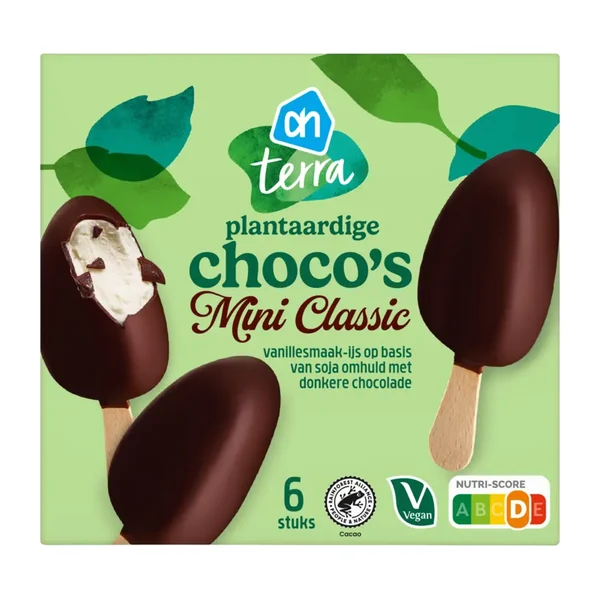 ah
terra
plantaardige
choco's
Mini Classic
vanillesmaak-ijs op basis
van soja omhuld met
donkere chocolade
6
stuks
RAINFOREST ALLIANCE
PEOPLE & NATURE
Cacao
V
Vegan
NUTRI-SCORE
A B C D E